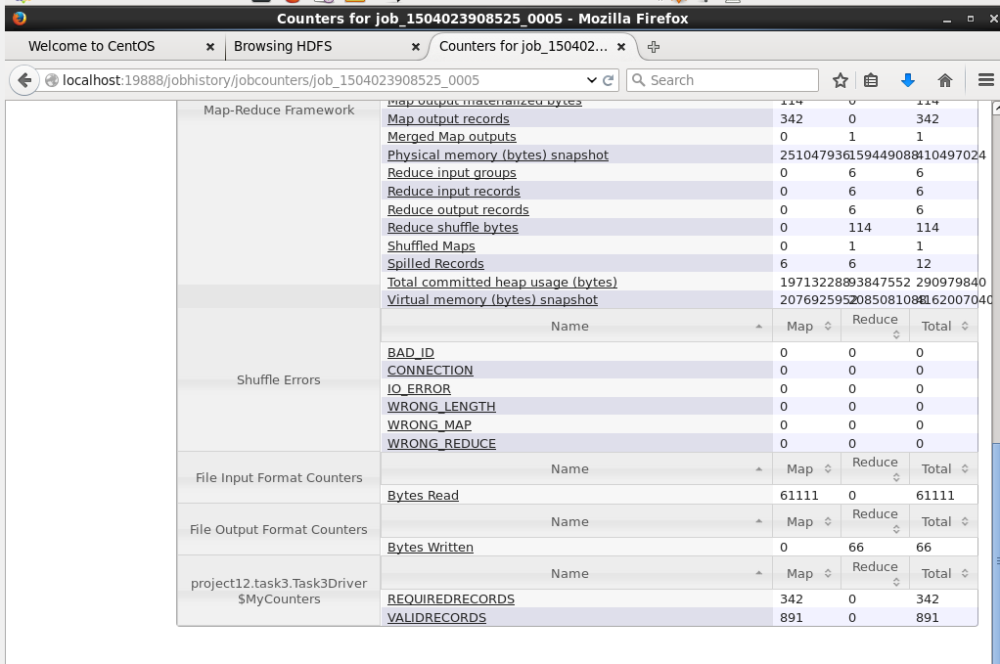 Counters for job_1504023908525_0005 - Mozilla Firefox
Welcome to CentOS
Browsing HDFS
Counters for job_150402...
localhost:19888/jobhistory/jobcounters/job_1504023908525_0005
Search
Map-Reduce Framework
Map output materialized bytes 114 0 114
Map output records 342 0 342
Merged Map outputs 0 1 1
Physical memory (bytes) snapshot 251047936 159449088 410497024
Reduce input groups 0 6 6
Reduce input records 0 6 6
Reduce output records 0 6 6
Reduce shuffle bytes 0 114 114
Shuffled Maps 0 1 1
Spilled Records 6 6 12
Total committed heap usage (bytes) 197132288 93847552 290979840
Virtual memory (bytes) snapshot 2076925952 2085081088 4162007040
Shuffle Errors
Name Map Reduce Total
BAD_ID 0 0 0
CONNECTION 0 0 0
IO_ERROR 0 0 0
WRONG_LENGTH 0 0 0
WRONG_MAP 0 0 0
WRONG_REDUCE 0 0 0
File Input Format Counters
Name Map Reduce Total
Bytes Read 61111 0 61111
File Output Format Counters
Name Map Reduce Total
Bytes Written 0 66 66
project12.task3.Task3Driver
$MyCounters
Name Map Reduce Total
REQUIREDRECORDS 342 0 342
VALIDRECORDS 891 0 891